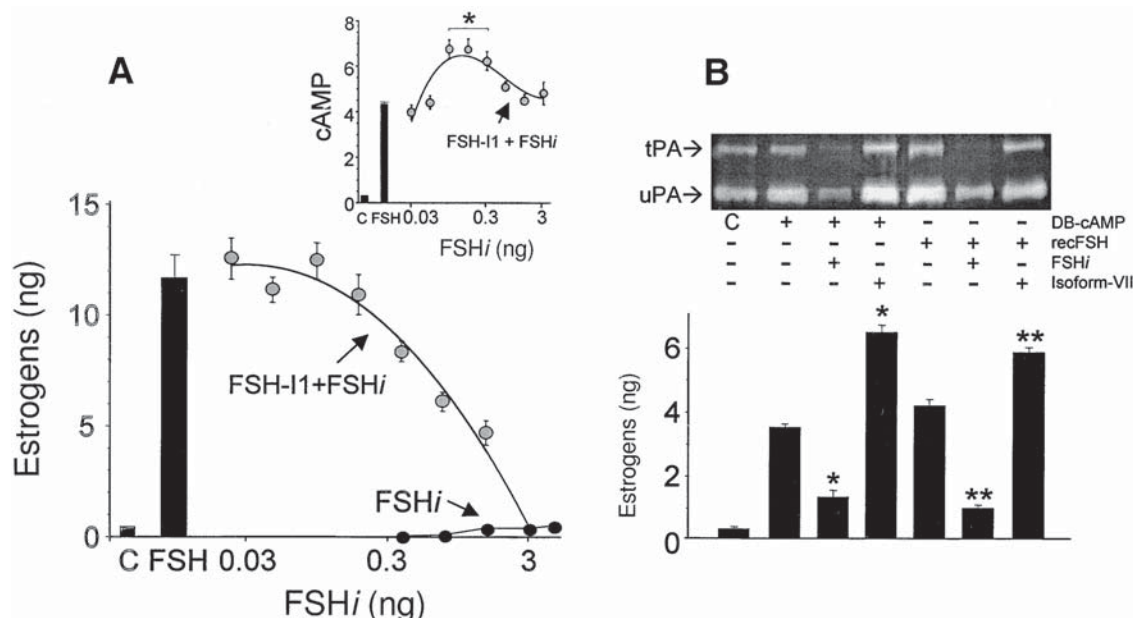 A
8
6
4
2
0
cAMP
*
FSH-I1 + FSHi
C FSH 0.03 0.3 3
FSHi (ng)
15
10
5
0
Estrogens (ng)
FSH-I1+FSHi
FSHi
C FSH 0.03 0.3 3
FSHi (ng)
B
tPA→
uPA→
C + + + - - - DB-cAMP
- - - - + + + recFSH
- - + - - + - FSHi
- - - + - - + Isoform-VII
6
4
2
0
Estrogens (ng)
* * ** **